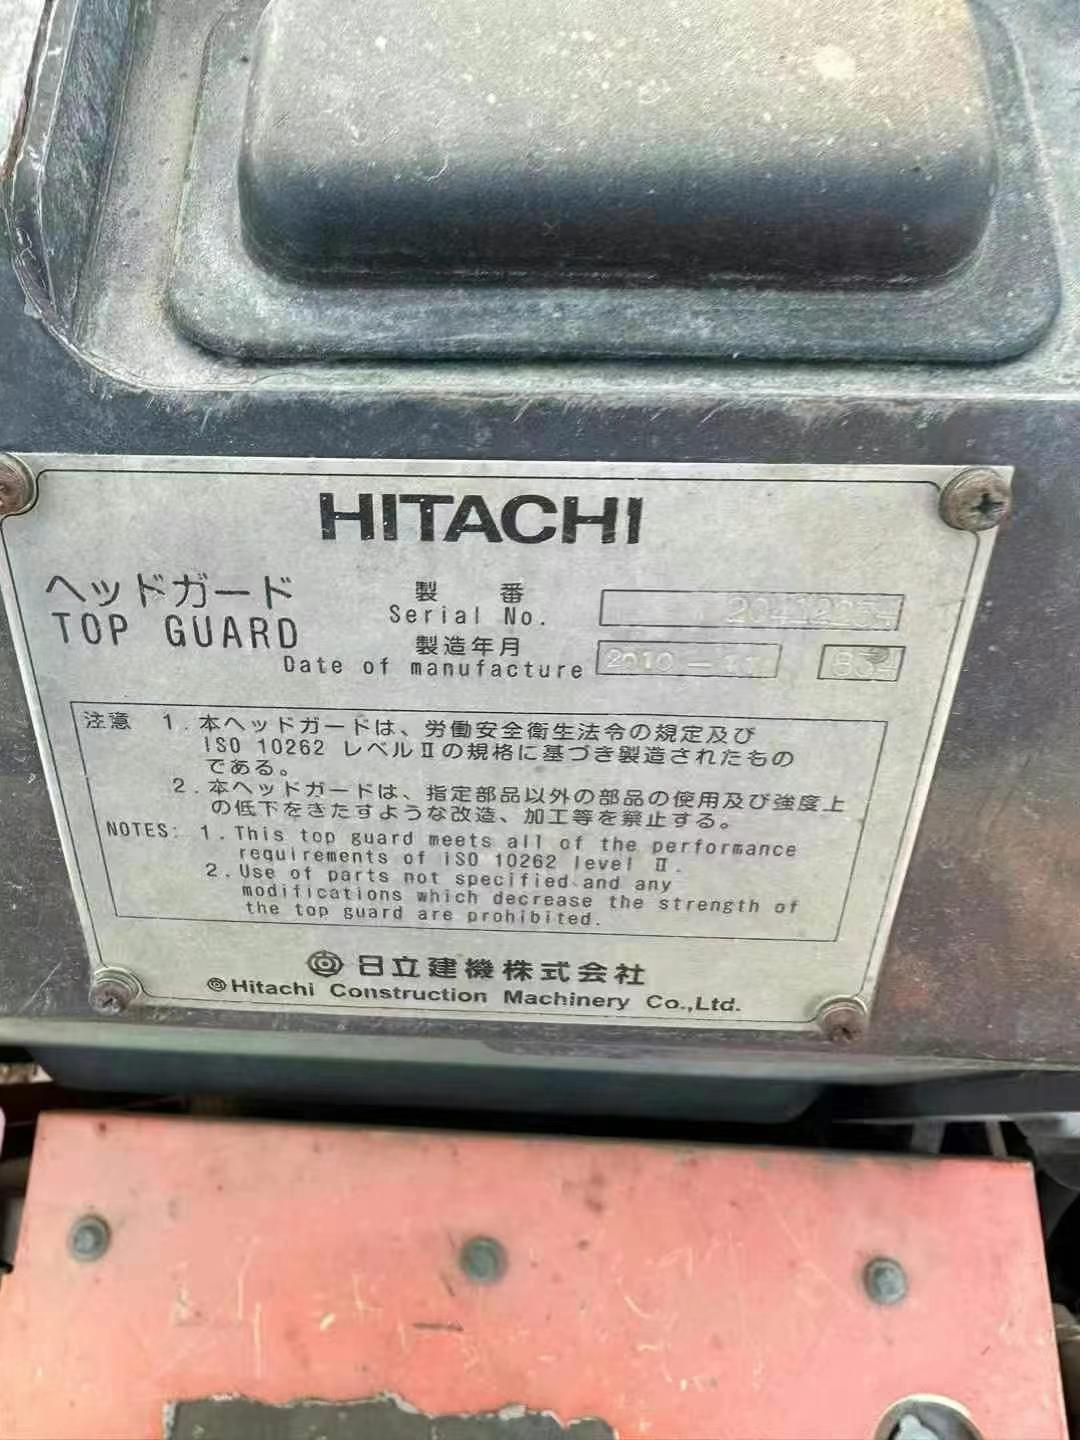 HITACHI
ヘッドガード
TOP GUARD
製 番
Serial No.
製造年月
Date of manufacture 2010-11
注意 1. 本ヘッドガードは、労働安全衛生法令の規定及び
ISO 10262 レベルⅡの規格に基づき製造されたもの
である。
2. 本ヘッドガードは、指定部品以外の部品の使用及び強度上
の低下をきたすような改造、加工等を禁止する。
NOTES: 1. This top guard meets all of the performance
requirements of ISO 10262 level Ⅱ.
2. Use of parts not specified and any
modifications which decrease the strength of
the top guard are prohibited.
日立建機株式会社
Hitachi Construction Machinery Co.,Ltd.